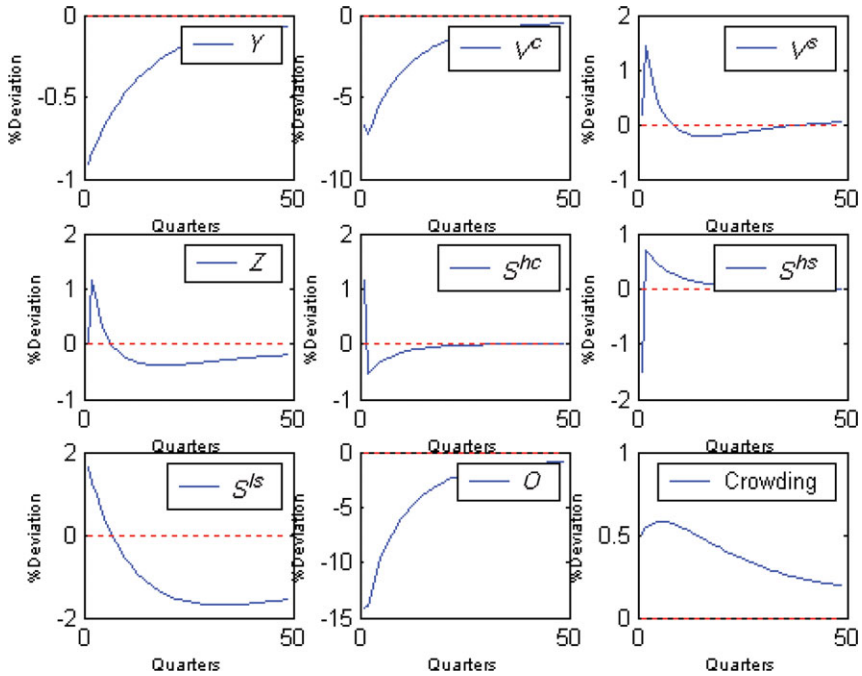 0
-0.5
-1
0
50
%Deviation
Quarters
Y
0
-5
-10
0
50
%Deviation
Quarters
V^c
2
1
0
-1
0
50
%Deviation
Quarters
V^s
2
1
0
-1
0
50
%Deviation
Quarters
Z
2
1
0
-1
0
50
%Deviation
Quarters
S^hc
1
0
-1
-2
0
50
%Deviation
Quarters
S^hs
2
0
-2
0
50
%Deviation
Quarters
S^ls
0
-5
-10
-15
0
50
%Deviation
Quarters
O
1
0.5
0
0
50
%Deviation
Quarters
Crowding